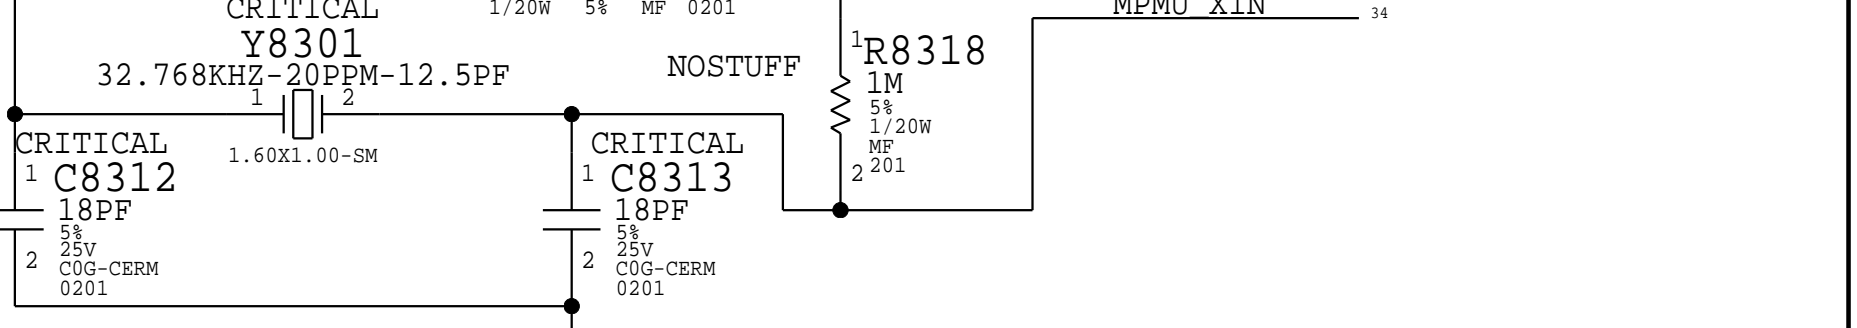 CRITICAL
1/20W 5% MF 0201
MPMU_XIN
34
Y8301
32.768KHZ-20PPM-12.5PF
1 2
1.60X1.00-SM
NOSTUFF
1 R8318
1M
5%
1/20W
MF
201
2
CRITICAL
1 C8312
18PF
5%
25V
2 C0G-CERM
0201
CRITICAL
1 C8313
18PF
5%
25V
2 C0G-CERM
0201